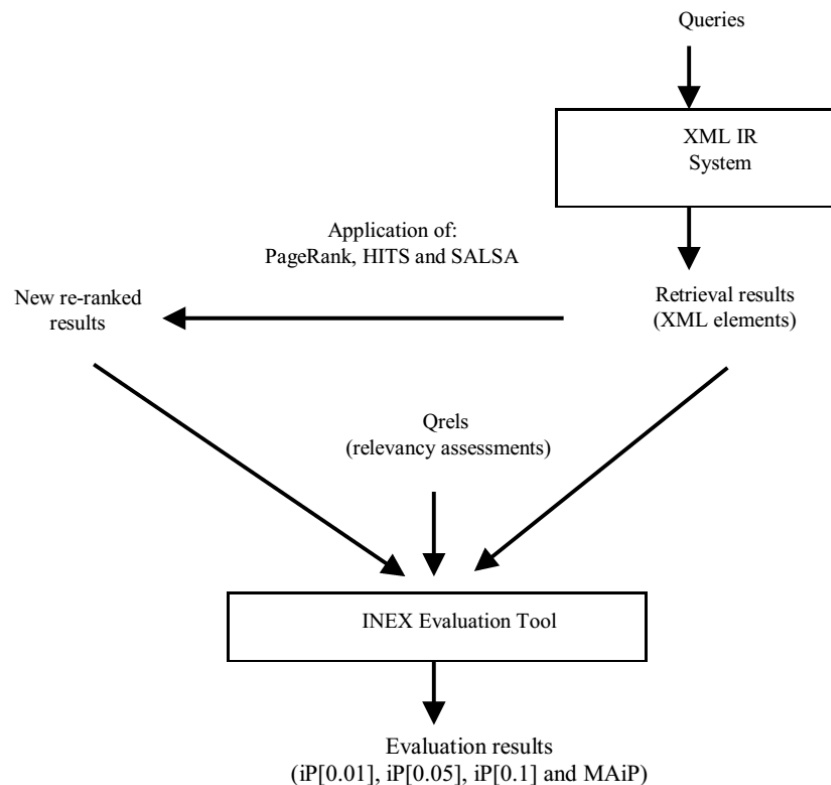 Queries
XML IR
System
Application of:
PageRank, HITS and SALSA
New re-ranked
results
Retrieval results
(XML elements)
Qrels
(relevancy assessments)
INEX Evaluation Tool
Evaluation results
(iP[0.01], iP[0.05], iP[0.1] and MAiP)